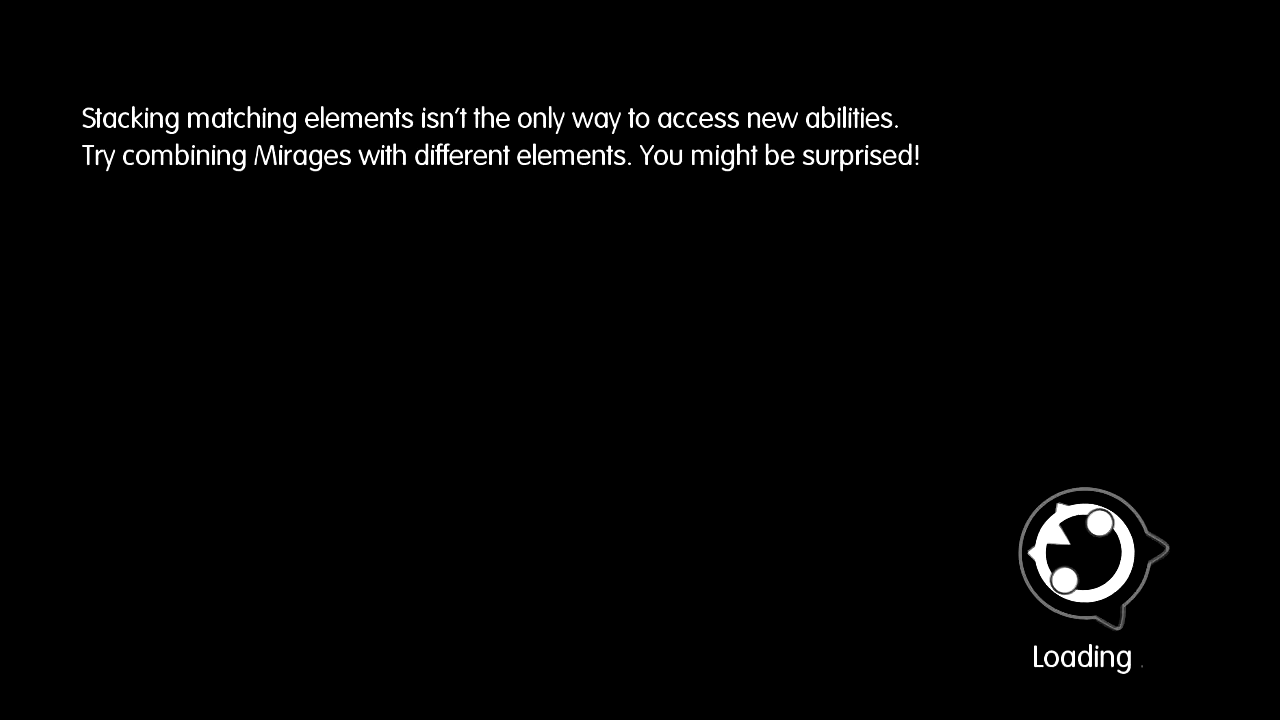 Stacking matching elements isn't the only way to access new abilities.
Try combining Mirages with different elements. You might be surprised!
Loading .